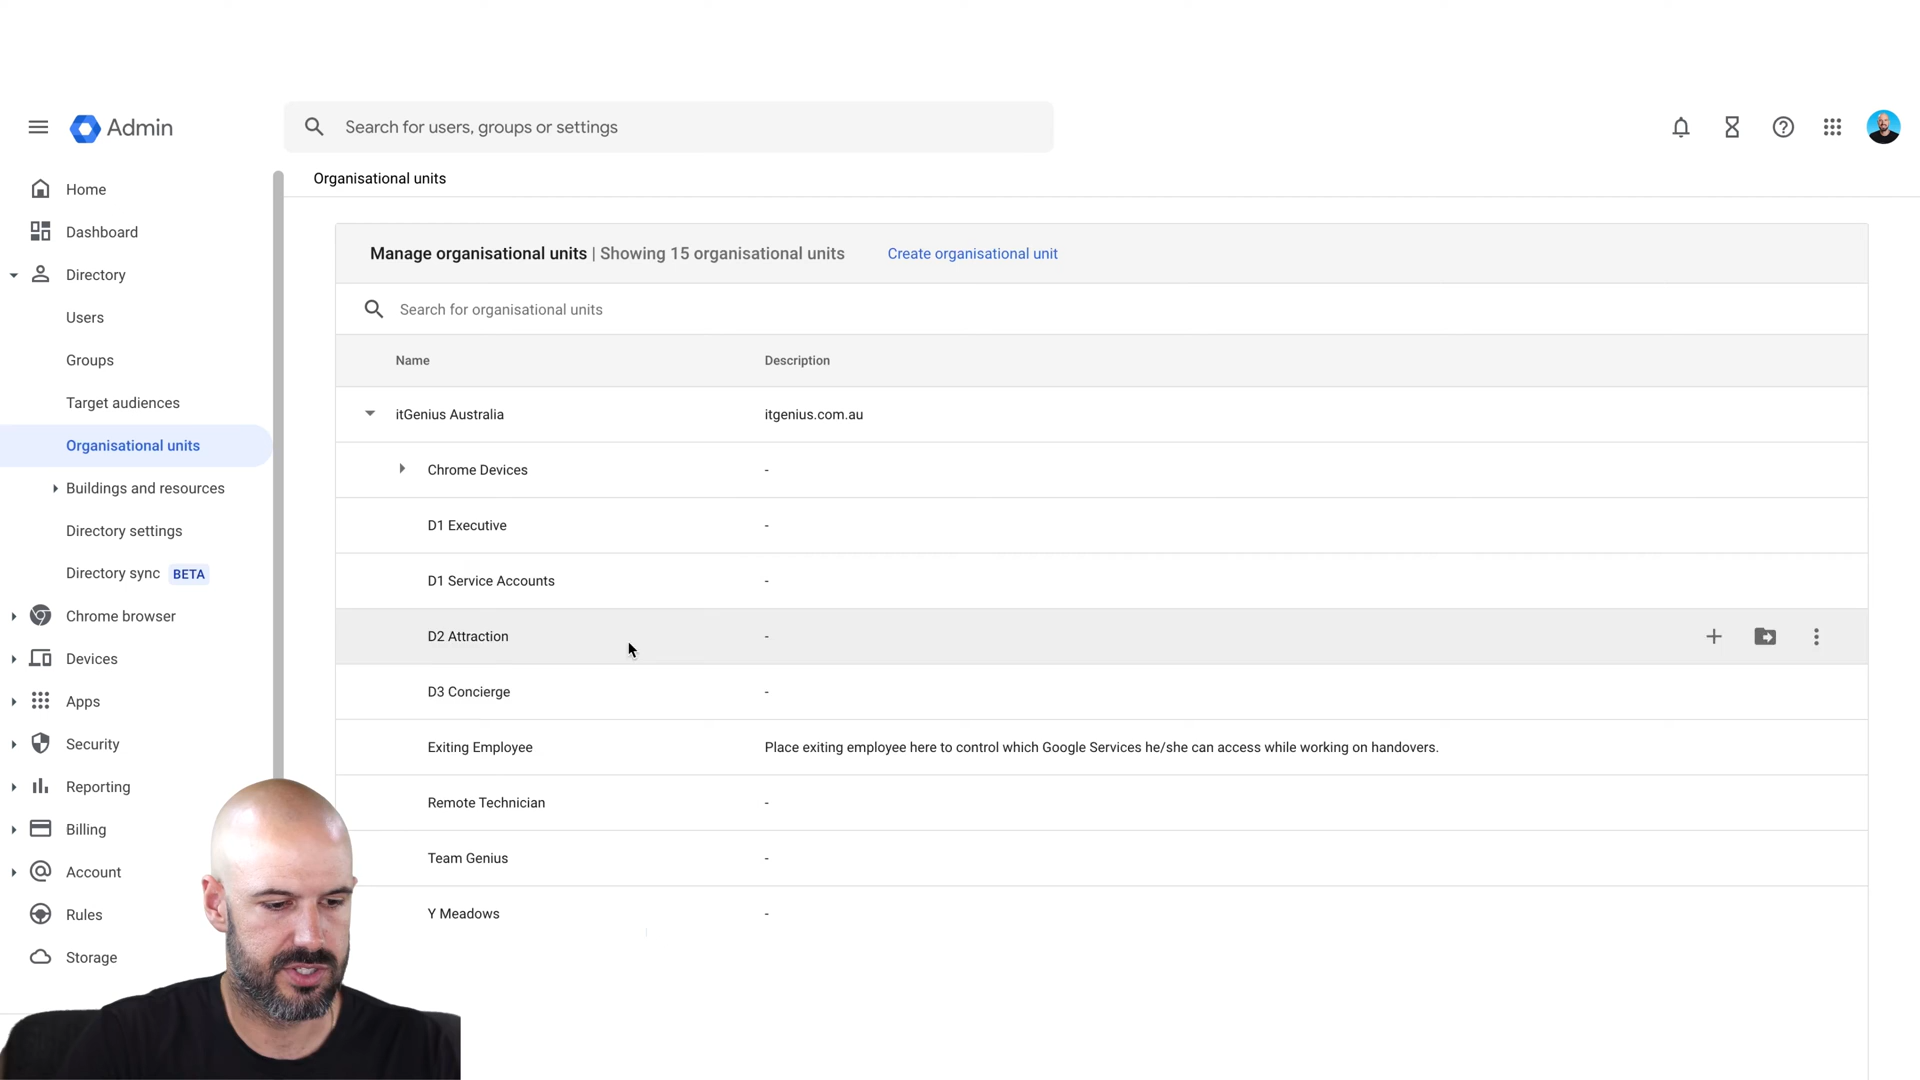 Admin
Search for users, groups or settings
Home
Dashboard
Directory
Users
Groups
Target audiences
Organisational units
Buildings and resources
Directory settings
Directory sync BETA
Chrome browser
Devices
Apps
Security
Reporting
Billing
Account
Rules
Storage
Organisational units
Manage organisational units | Showing 15 organisational units Create organisational unit
Search for organisational units
Name Description
itGenius Australia itgenius.com.au
Chrome Devices -
D1 Executive -
D1 Service Accounts -
D2 Attraction -
D3 Concierge -
Exiting Employee Place exiting employee here to control which Google Services he/she can access while working on handovers.
Remote Technician -
Team Genius -
Y Meadows -